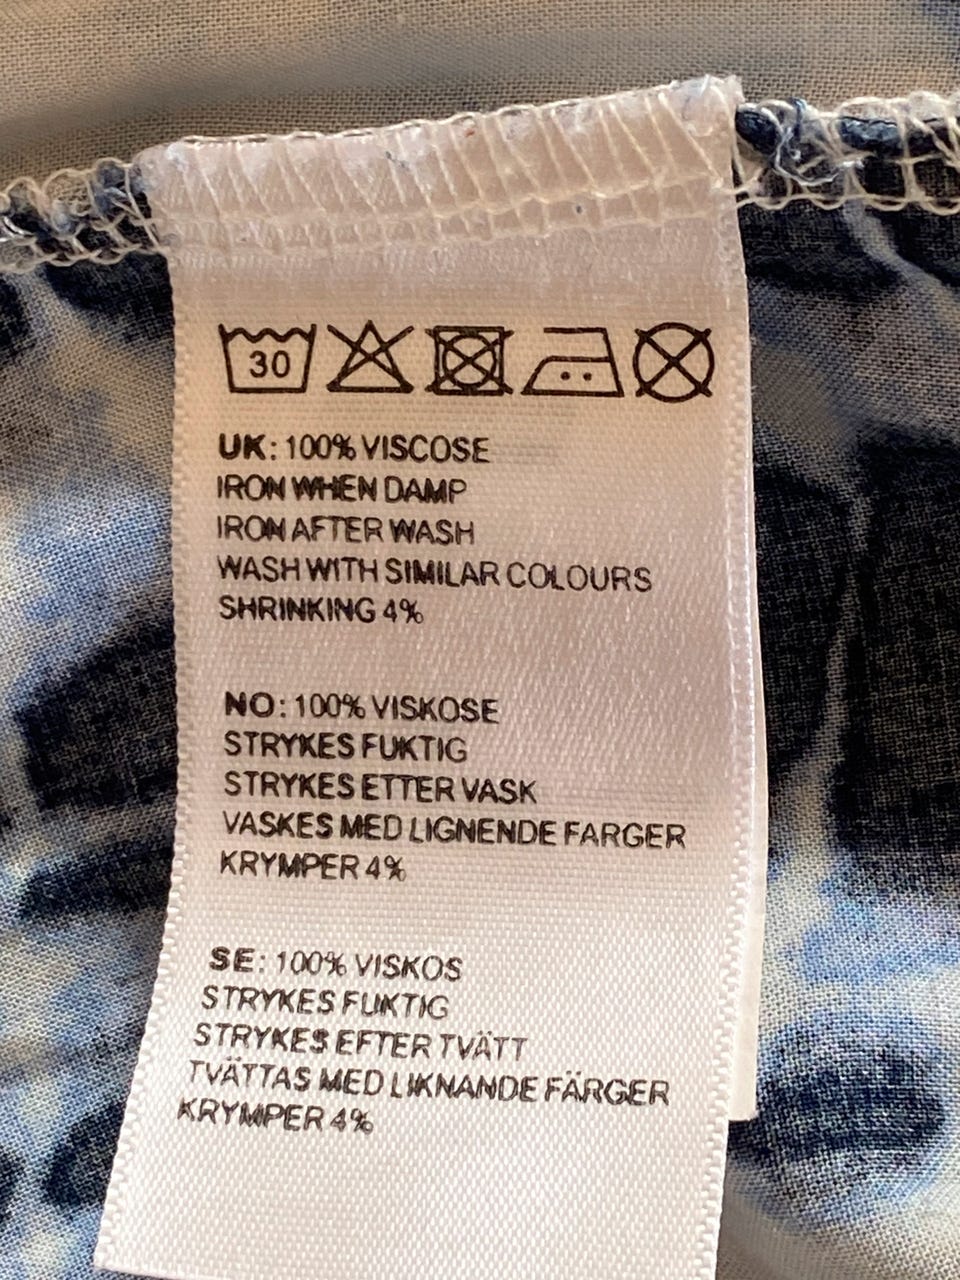 30
UK: 100% VISCOSE
IRON WHEN DAMP
IRON AFTER WASH
WASH WITH SIMILAR COLOURS
SHRINKING 4%
NO: 100% VISKOSE
STRYKES FUKTIG
STRYKES ETTER VASK
VASKES MED LIGNENDE FARGER
KRYMPER 4%
SE: 100% VISKOS
STRYKES FUKTIG
STRYKES EFTER TVÄTT
TVÄTTAS MED LIKNANDE FÄRGER
KRYMPER 4%